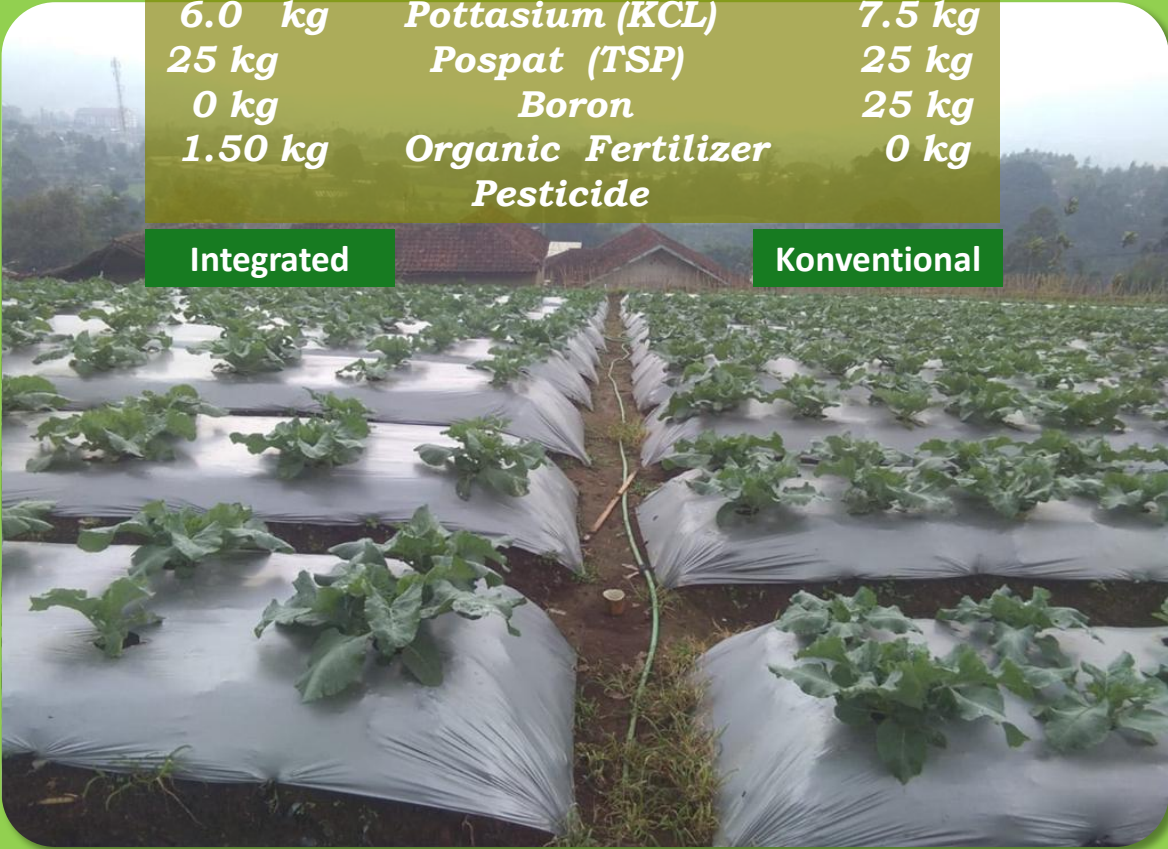 6.0 kg Pottasium (KCL) 7.5 kg
25 kg Pospat (TSP) 25 kg
0 kg Boron 25 kg
1.50 kg Organic Fertilizer 0 kg
Pesticide
Integrated Konventional